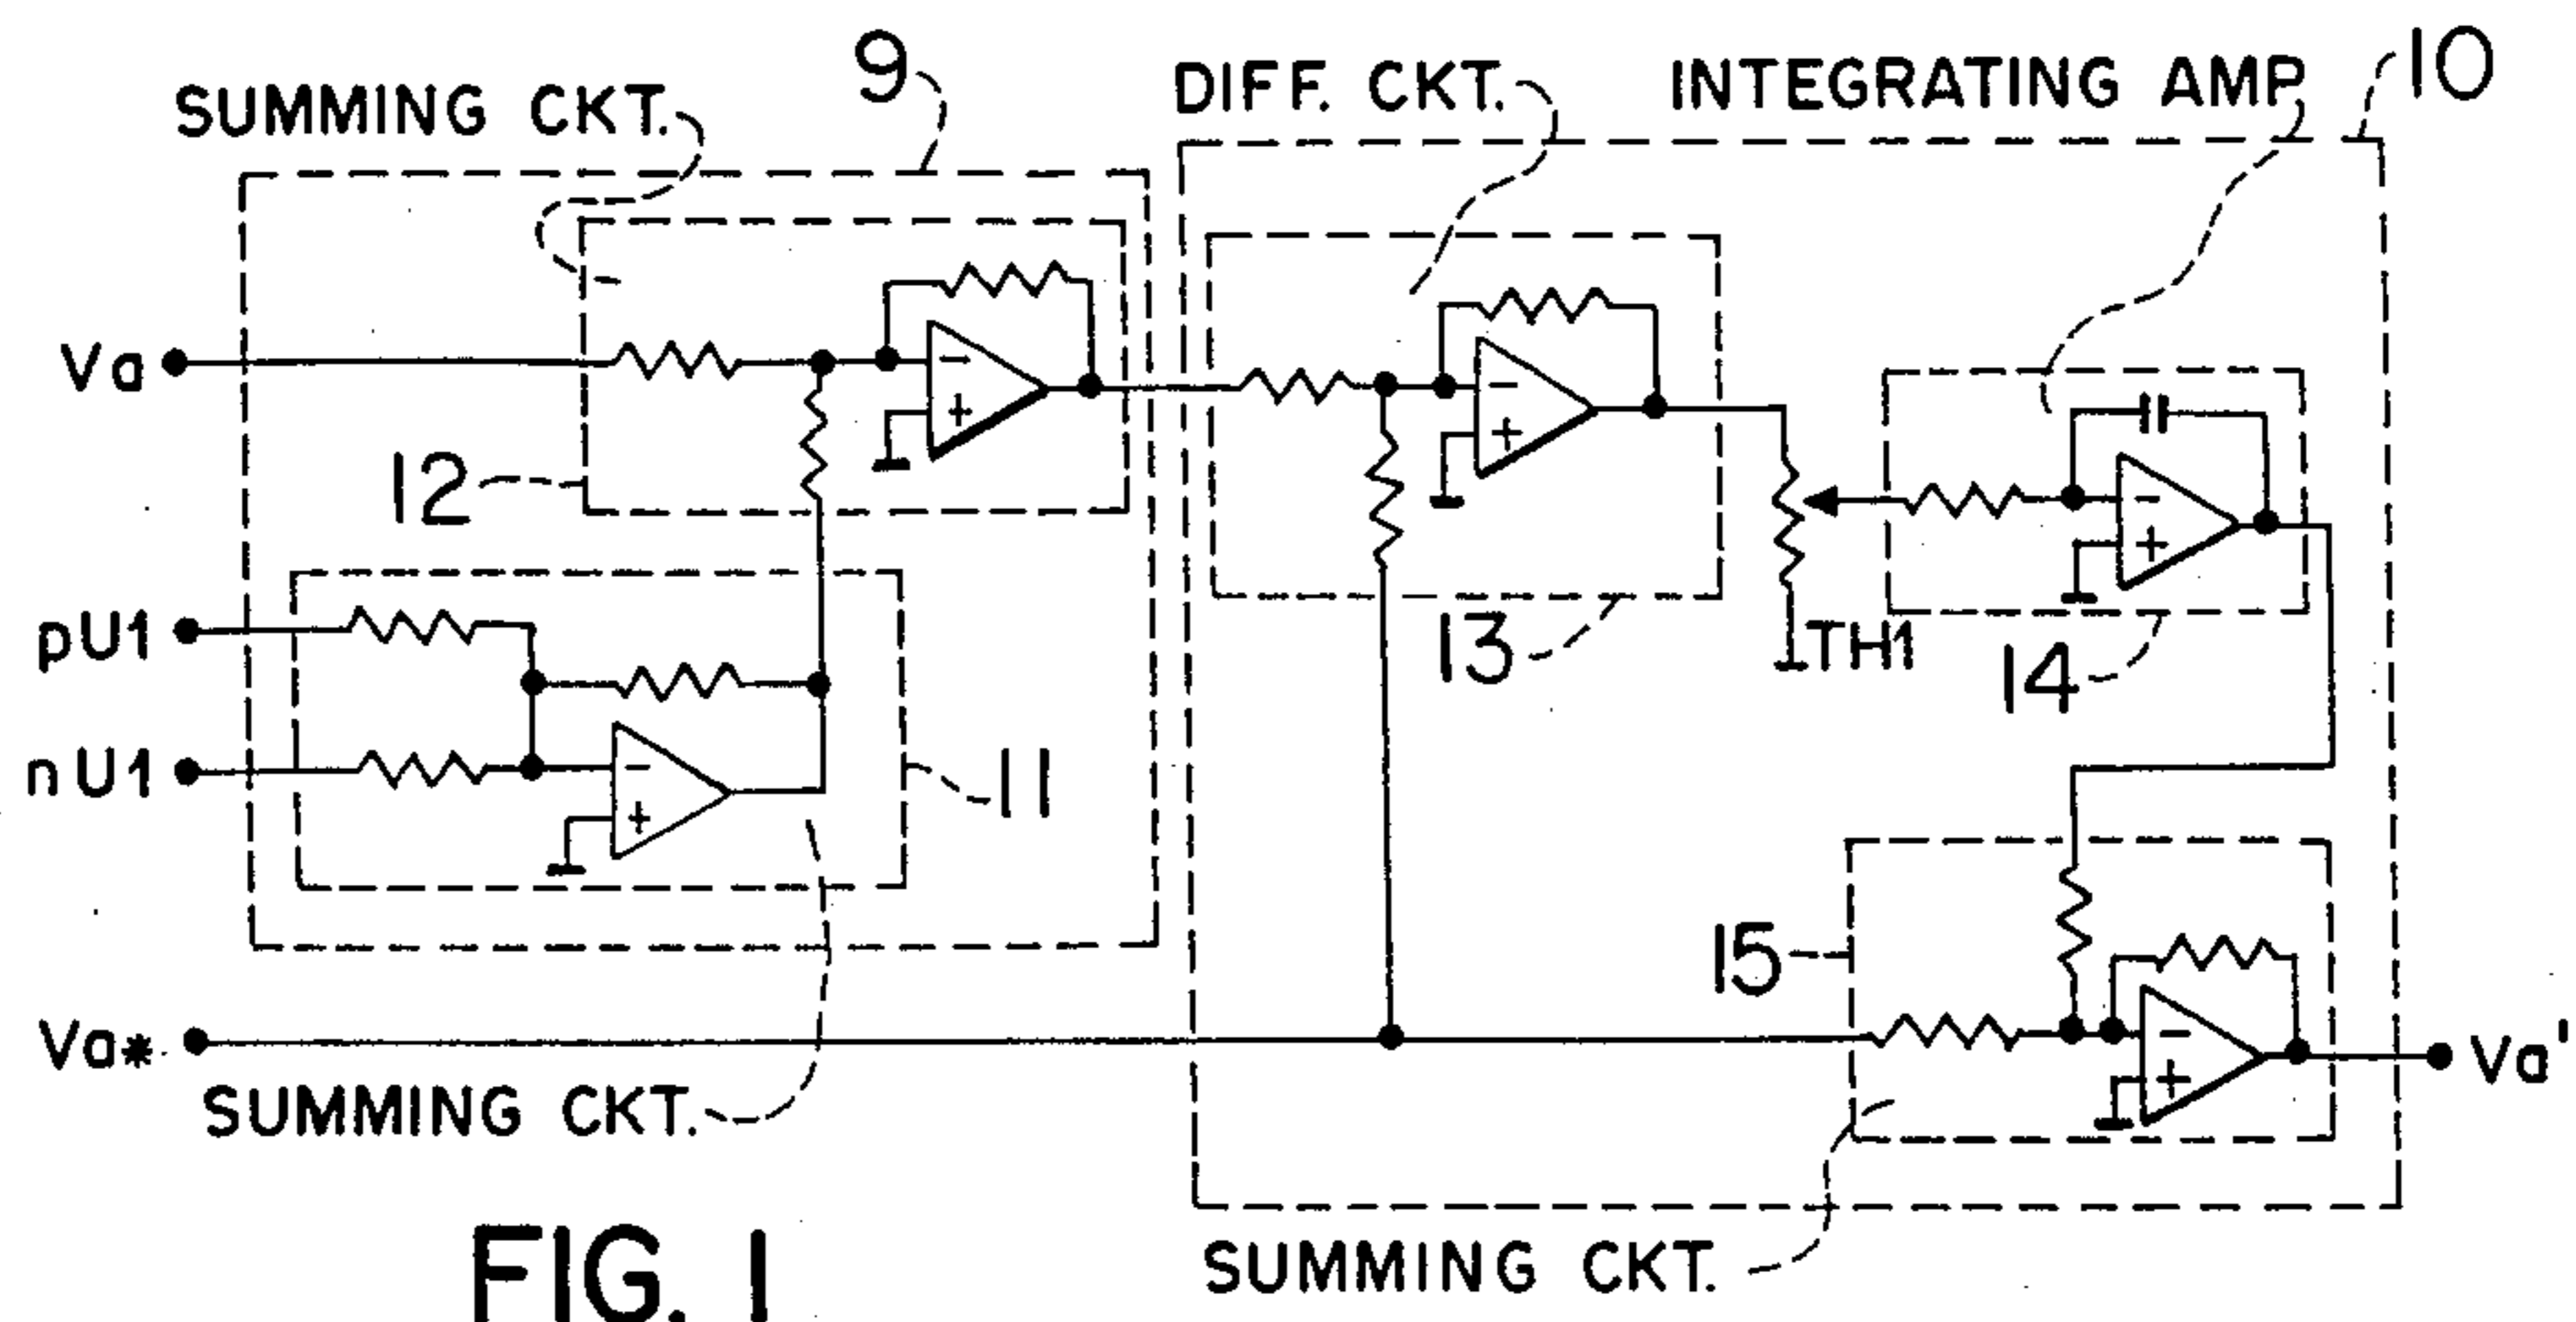 9
10
SUMMING CKT.
DIFF. CKT.
INTEGRATING AMP
Va
-
+
-
+
12
-
+
pU1
13
TH1
14
nU1
-
+
11
15
Va*
-
+
Va'
SUMMING CKT.
SUMMING CKT.
FIG. 1